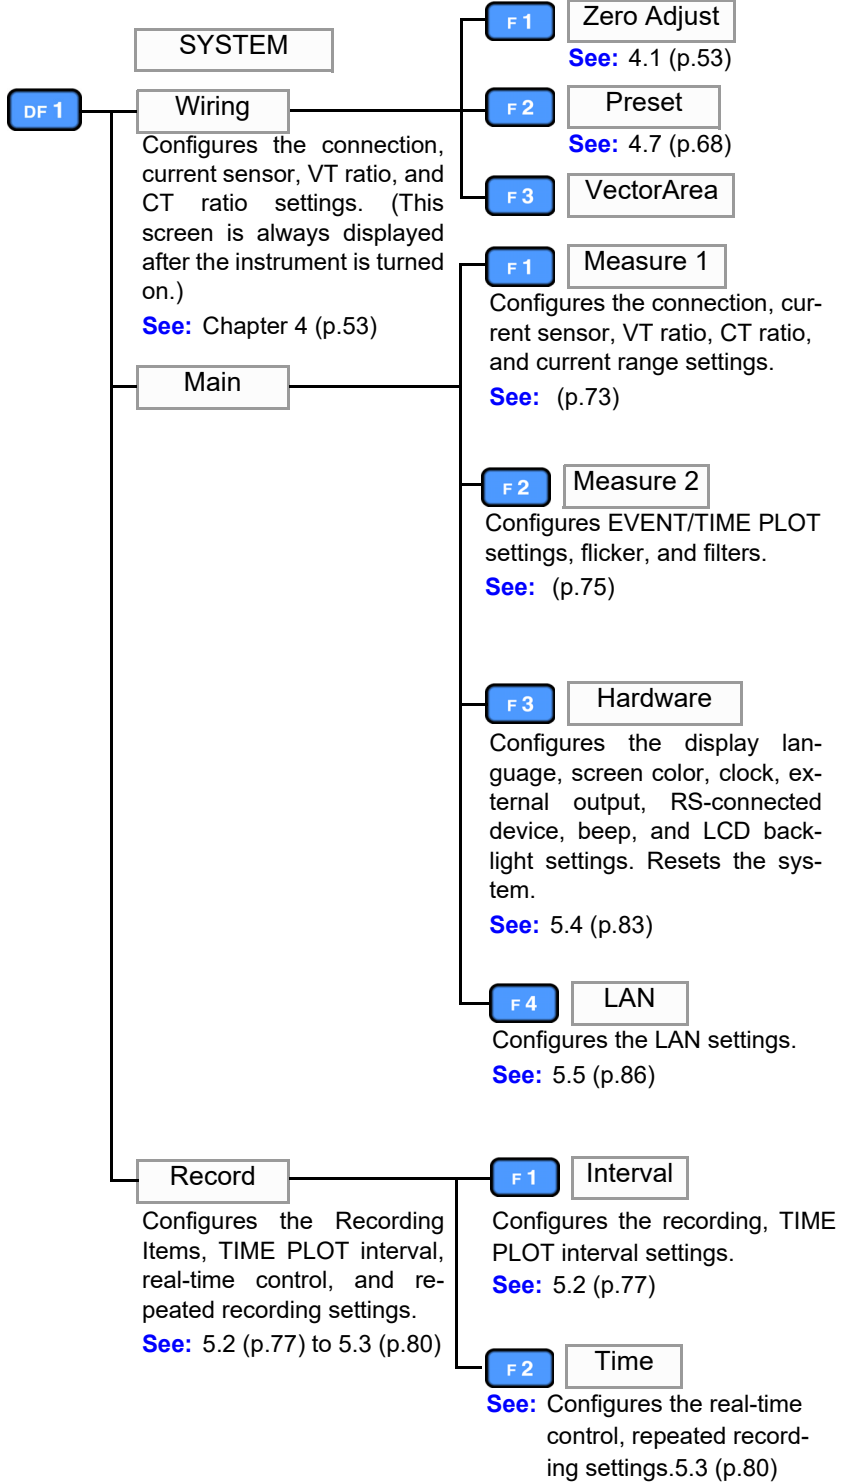 SYSTEM
DF 1
Wiring
Configures the connection,
current sensor, VT ratio, and
CT ratio settings. (This
screen is always displayed
after the instrument is turned
on.)
See: Chapter 4 (p.53)
F 1
Zero Adjust
See: 4.1 (p.53)
F 2
Preset
See: 4.7 (p.68)
F 3
VectorArea
Main
F 1
Measure 1
Configures the connection, cur-
rent sensor, VT ratio, CT ratio,
and current range settings.
See: (p.73)
F 2
Measure 2
Configures EVENT/TIME PLOT
settings, flicker, and filters.
See: (p.75)
F 3
Hardware
Configures the display lan-
guage, screen color, clock, ex-
ternal output, RS-connected
device, beep, and LCD back-
light settings. Resets the sys-
tem.
See: 5.4 (p.83)
F 4
LAN
Configures the LAN settings.
See: 5.5 (p.86)
Record
Configures the Recording
Items, TIME PLOT interval,
real-time control, and re-
peated recording settings.
See: 5.2 (p.77) to 5.3 (p.80)
F 1
Interval
Configures the recording, TIME
PLOT interval settings.
See: 5.2 (p.77)
F 2
Time
See: Configures the real-time
control, repeated record-
ing settings.5.3 (p.80)